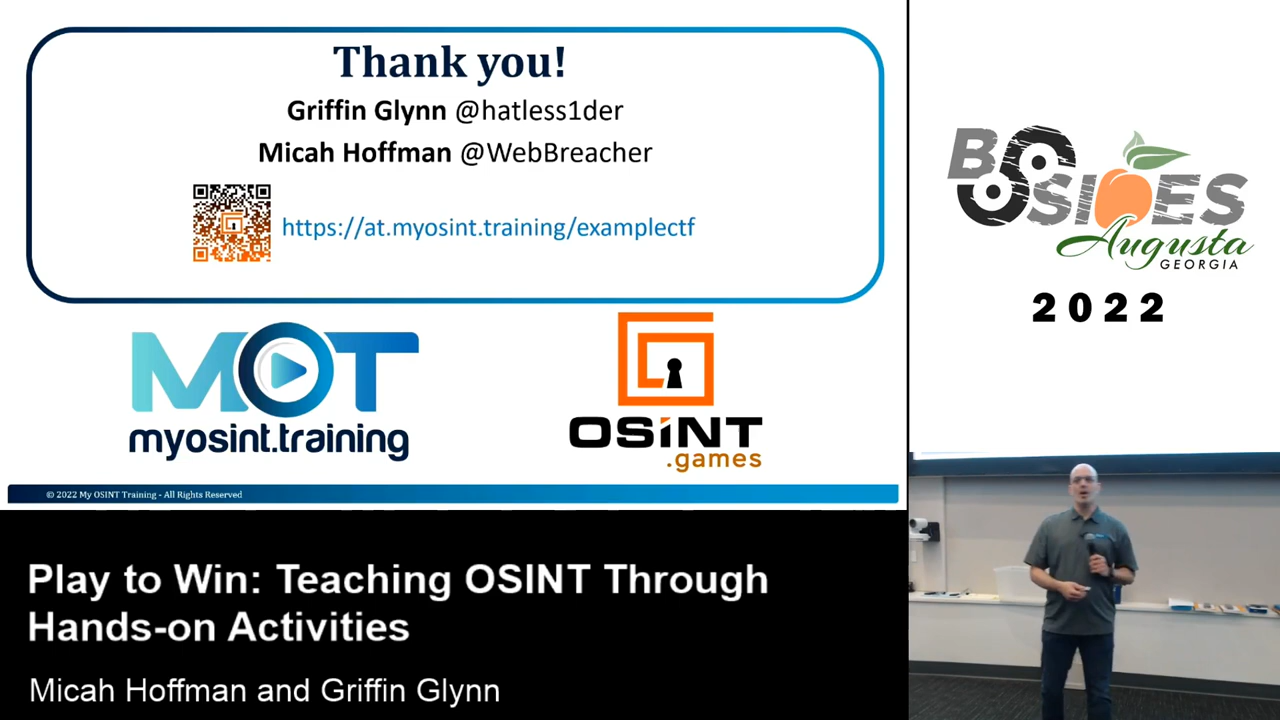 Thank you!
Griffin Glynn @hatless1der
Micah Hoffman @WebBreacher
https://at.myosint.training/examplectf
MOT
myosint.training
OSiNT
.games
© 2022 My OSINT Training - All Rights Reserved
BSIDES
Augusta
GEORGIA
2022
Play to Win: Teaching OSINT Through
Hands-on Activities
Micah Hoffman and Griffin Glynn